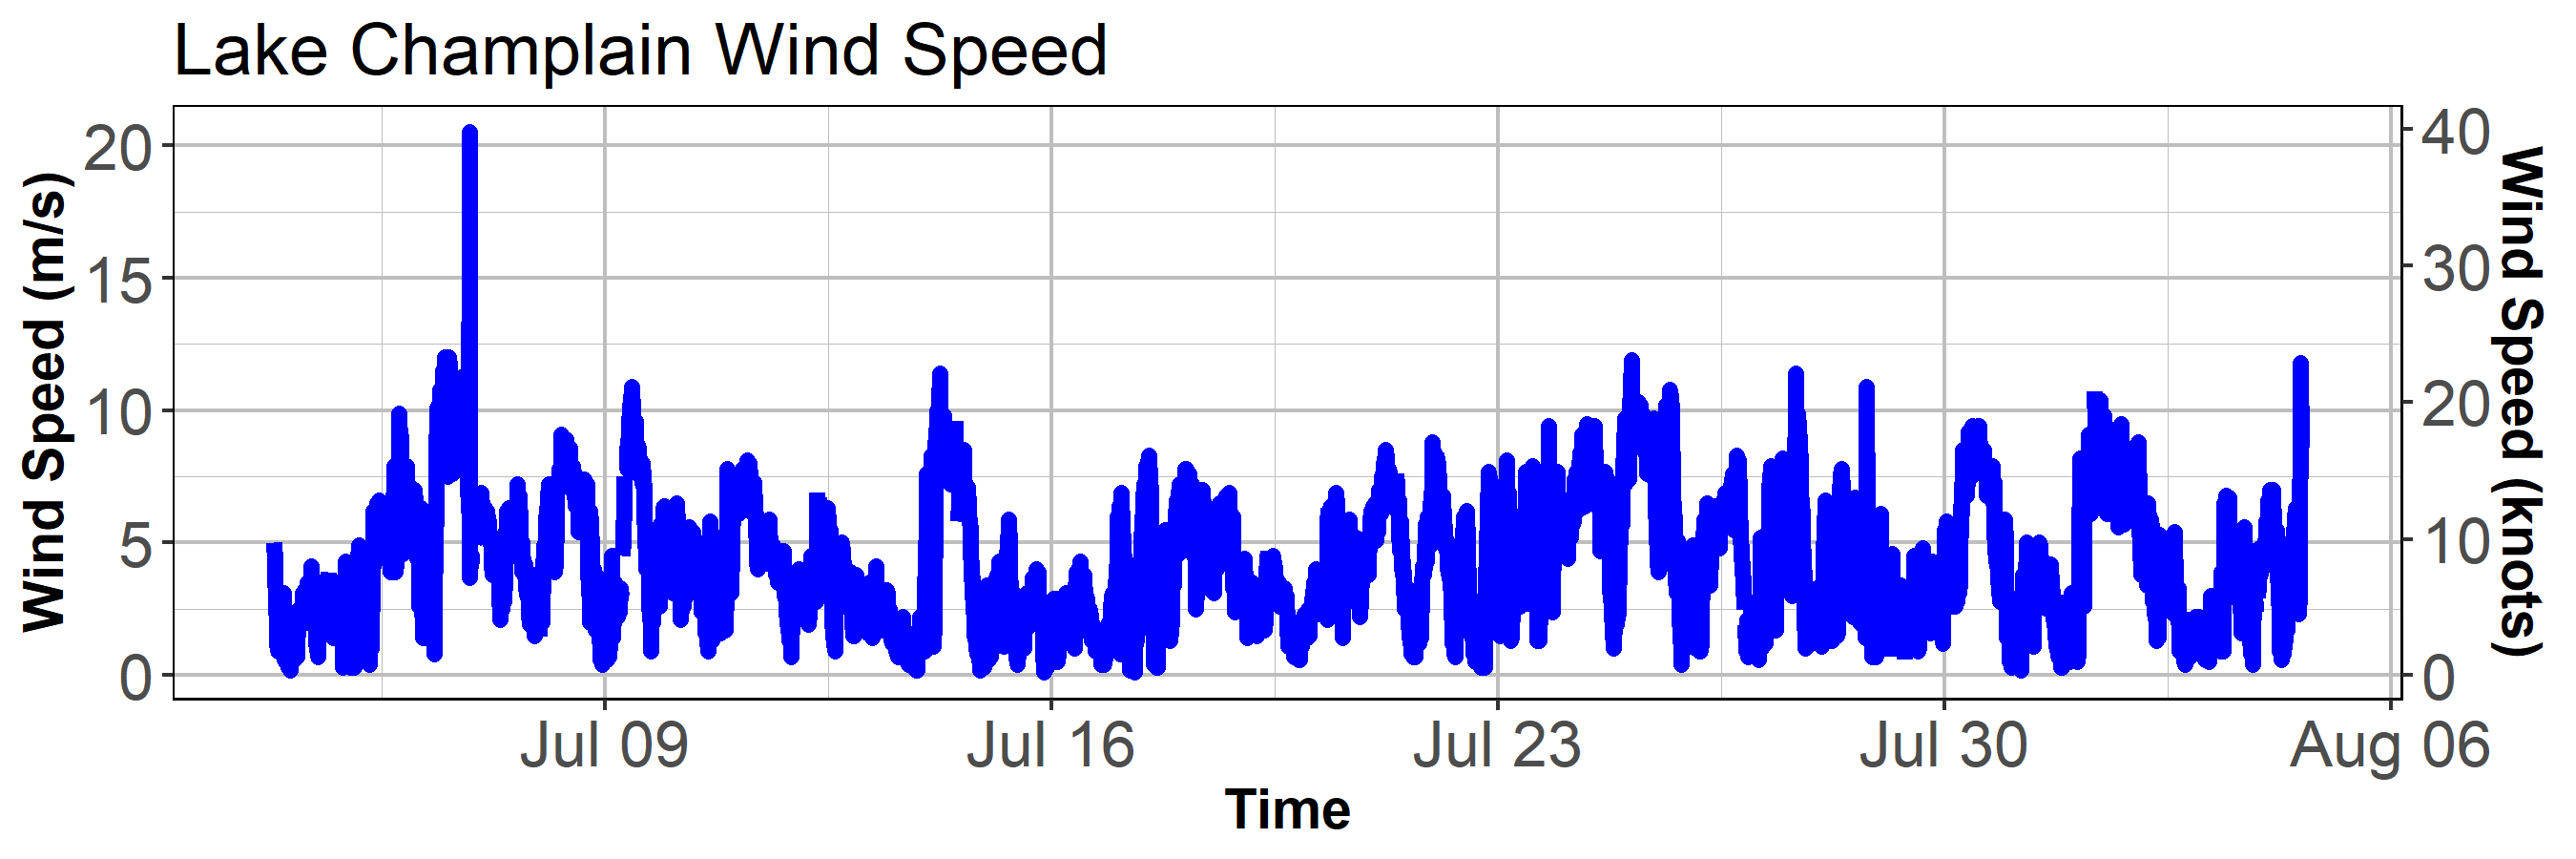 Lake Champlain Wind Speed
Wind Speed (m/s)
20
15
10
5
0
40
30
20
10
0
Wind Speed (knots)
Jul 09
Jul 16
Jul 23
Jul 30
Aug 06
Time